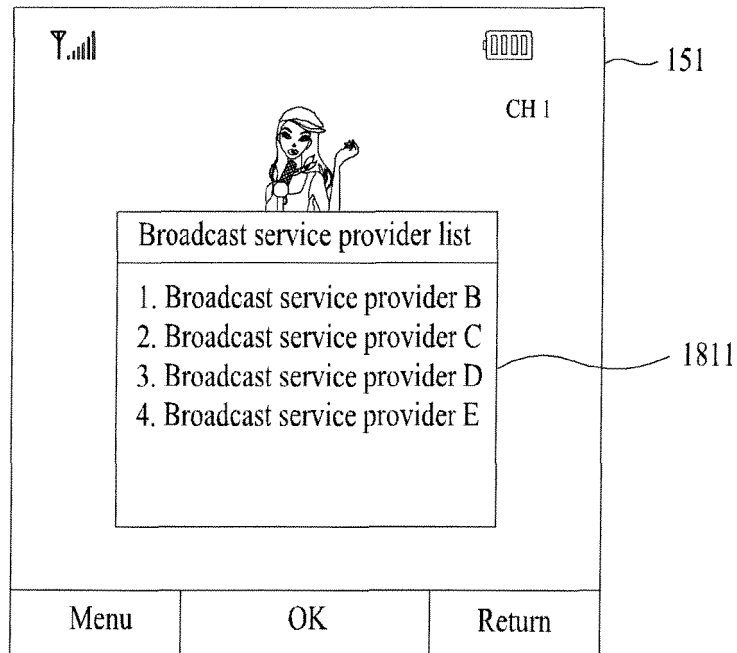 151
CH 1
Broadcast service provider list
1. Broadcast service provider B
2. Broadcast service provider C
3. Broadcast service provider D
4. Broadcast service provider E
1811
Menu OK Return